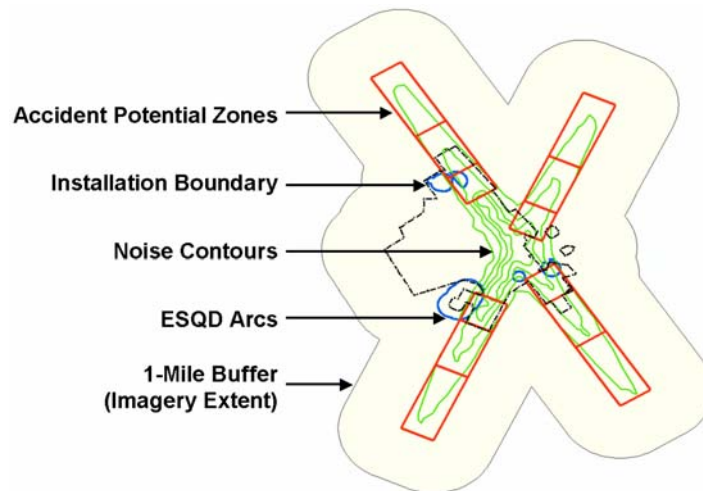 Accident Potential Zones
Installation Boundary
Noise Contours
ESQD Arcs
1-Mile Buffer
(Imagery Extent)